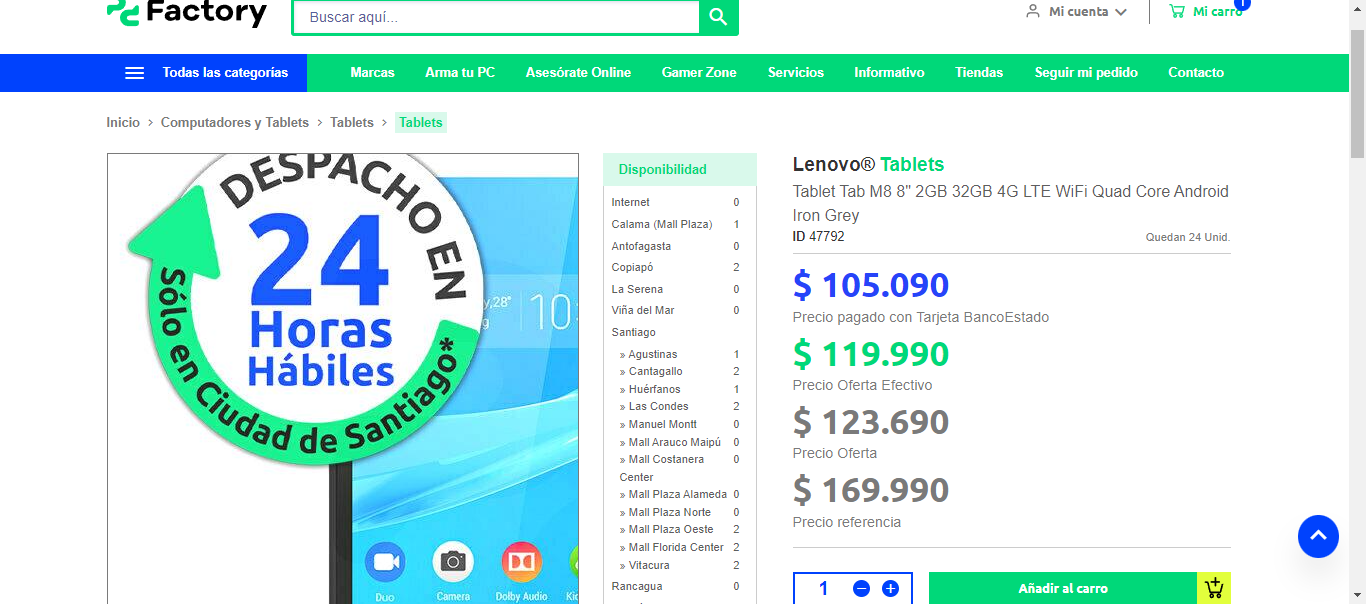 Factory
Buscar aquí...
Mi cuenta
Mi carro
1
Todas las categorías
Marcas
Arma tu PC
Asesórate Online
Gamer Zone
Servicios
Informativo
Tiendas
Seguir mi pedido
Contacto
Inicio > Computadores y Tablets > Tablets > Tablets
DESPACHO EN
24
Horas
Hábiles
Sólo en Ciudad de Santiago*
Duo
Camera
Dolby Audio
Disponibilidad
Internet 0
Calama (Mall Plaza) 1
Antofagasta 0
Copiapó 2
La Serena 0
Viña del Mar 0
Santiago
» Agustinas 1
» Cantagallo 2
» Huérfanos 1
» Las Condes 2
» Manuel Montt 0
» Mall Arauco Maipú 0
» Mall Costanera 0
Center
» Mall Plaza Alameda 0
» Mall Plaza Norte 0
» Mall Plaza Oeste 2
» Mall Florida Center 2
» Vitacura 2
Rancagua 0
Lenovo® Tablets
Tablet Tab M8 8" 2GB 32GB 4G LTE WiFi Quad Core Android
Iron Grey
ID 47792
Quedan 24 Unid.
$ 105.090
Precio pagado con Tarjeta BancoEstado
$ 119.990
Precio Oferta Efectivo
$ 123.690
Precio Oferta
$ 169.990
Precio referencia
1
Añadir al carro